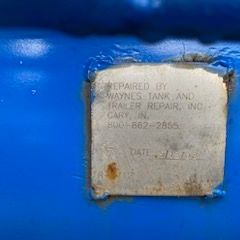 REPAIRED BY
WAYNES TANK AND
TRAILER REPAIR, INC.
GARY, IN.
800-662-2855
DATE